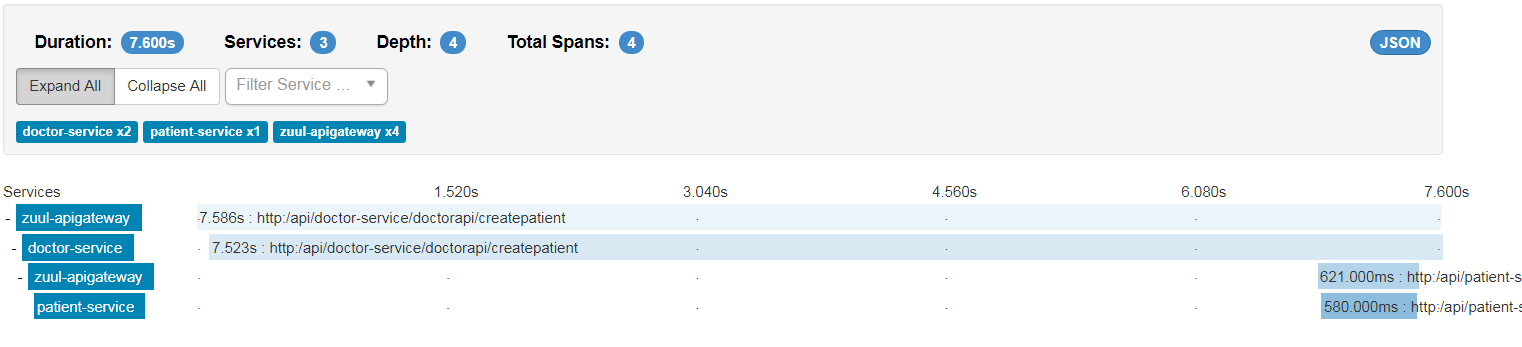 Duration: 7.600s Services: 3 Depth: 4 Total Spans: 4 JSON
Expand All Collapse All Filter Service ...
doctor-service x2 patient-service x1 zuul-apigateway x4
Services 1.520s 3.040s 4.560s 6.080s 7.600s
- zuul-apigateway 7.586s : http:/api/doctor-service/doctorapi/createpatient
- doctor-service 7.523s : http:/api/doctor-service/doctorapi/createpatient
- zuul-apigateway 621.000ms : http:/api/patient-s
patient-service 580.000ms : http:/api/patient-s